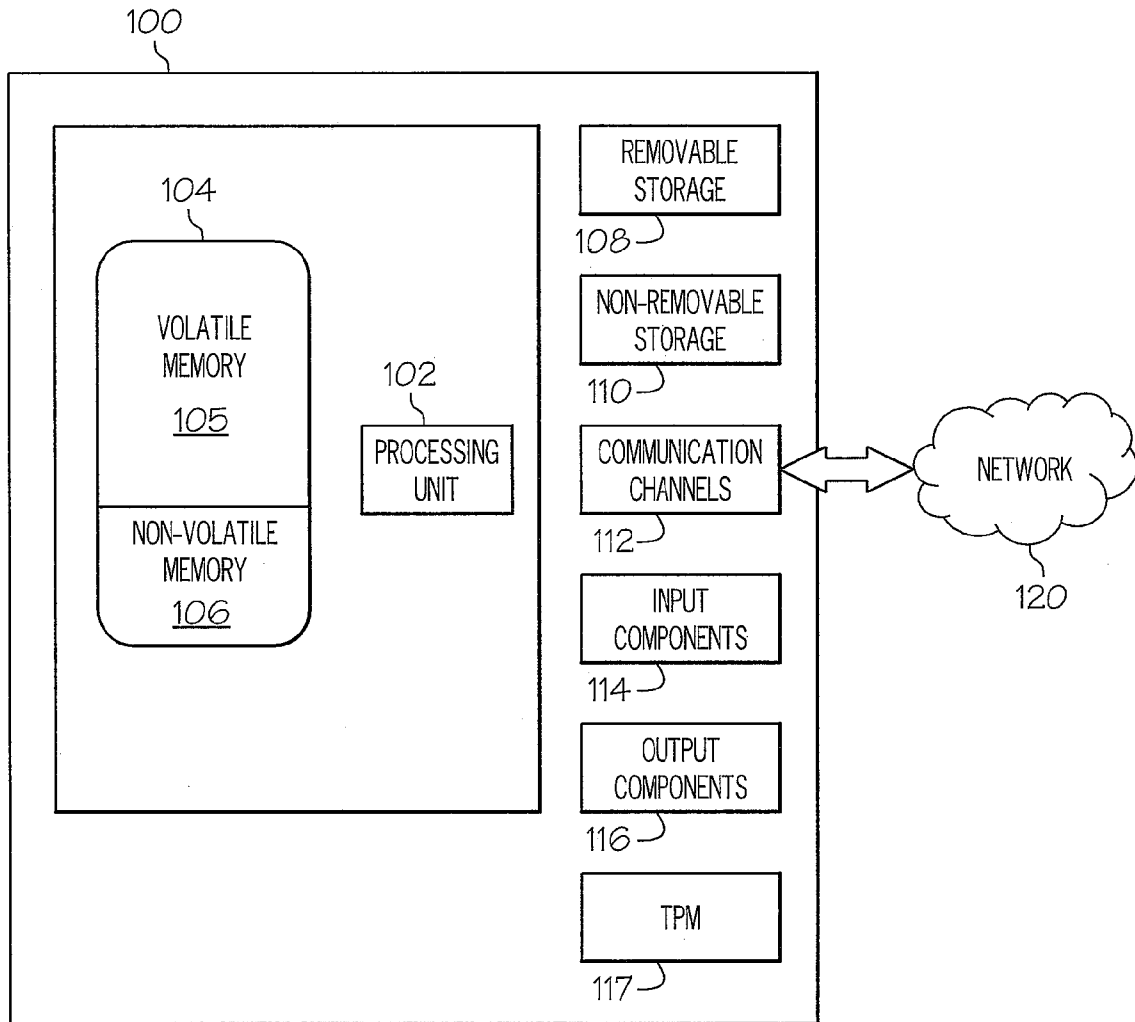 100
REMOVABLE
STORAGE
108
104
NON-REMOVABLE
STORAGE
110
VOLATILE
MEMORY
105
102
PROCESSING
UNIT
COMMUNICATION
CHANNELS
112
NETWORK
120
NON-VOLATILE
MEMORY
106
INPUT
COMPONENTS
114
OUTPUT
COMPONENTS
116
TPM
117